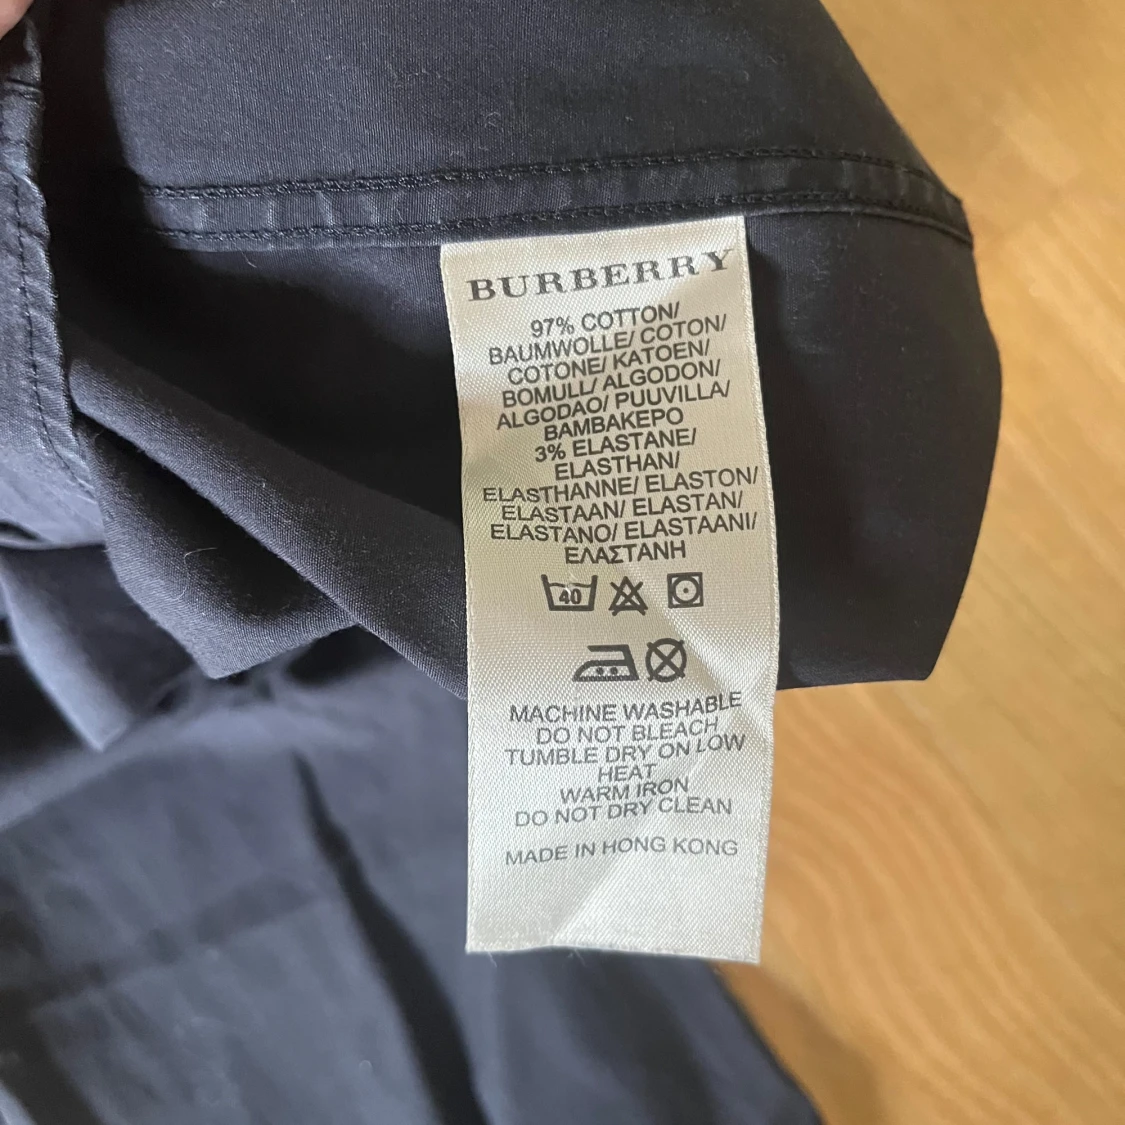 BURBERRY
97% COTTON/
BAUMWOLLE/ COTON/
COTONE/ KATOEN/
BOMULL/ ALGODON/
ALGODAO/ PUUVILLA/
BAMBAKEPO
3% ELASTANE/
ELASTHAN/
ELASTHANNE/ ELASTON/
ELASTAAN/ ELASTAN/
ELASTANO/ ELASTAANI/
ΕΛΑΣΤΑΝΗ
40
MACHINE WASHABLE
DO NOT BLEACH
TUMBLE DRY ON LOW
HEAT
WARM IRON
DO NOT DRY CLEAN
MADE IN HONG KONG